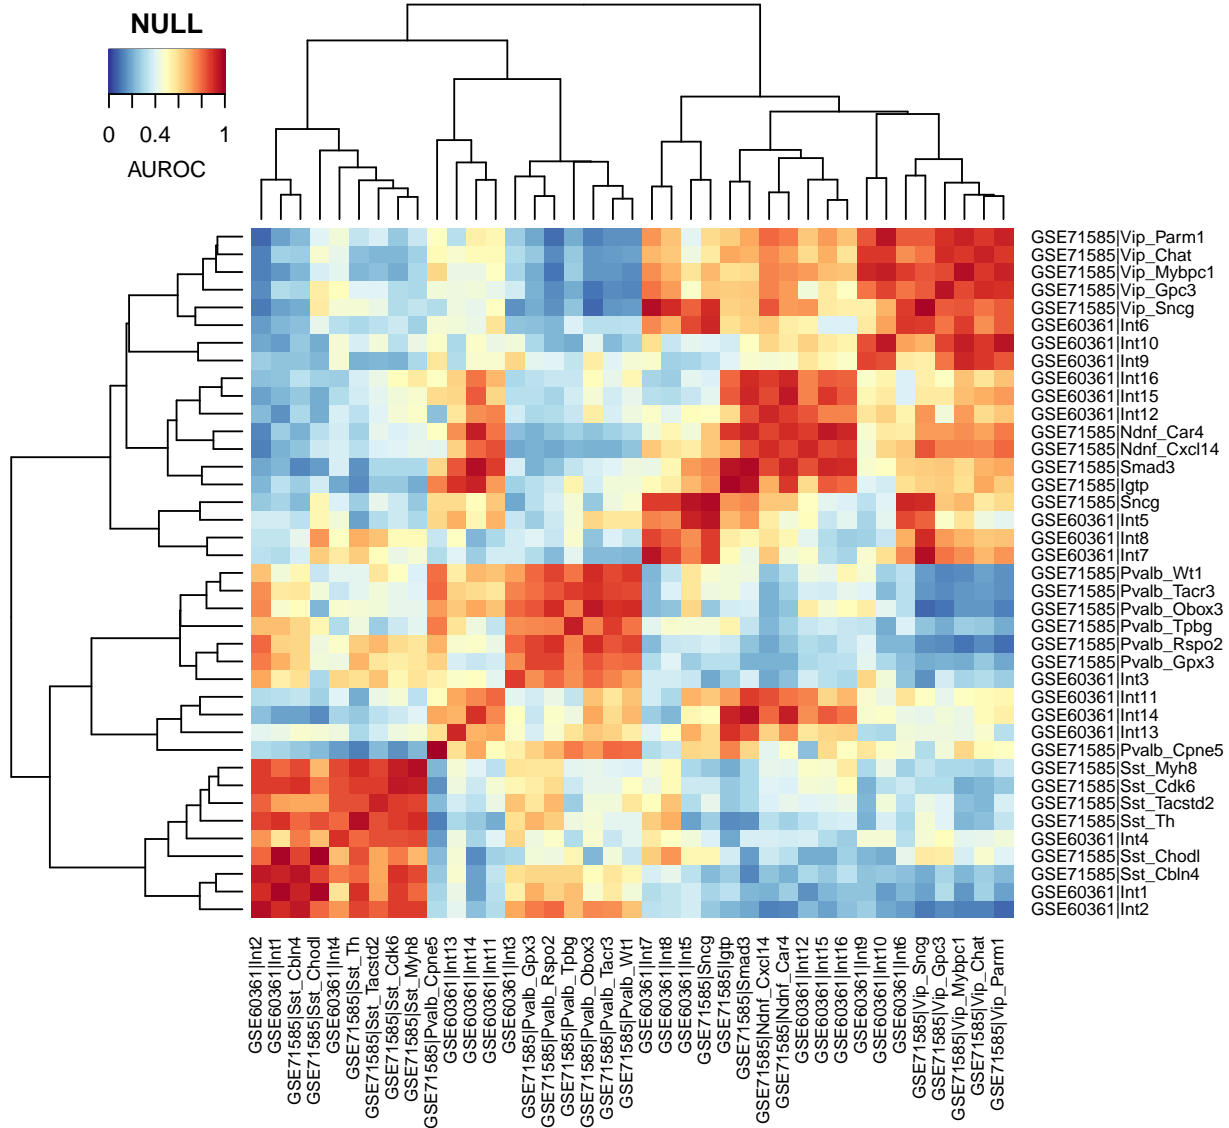 NULL
0 0.4 1
AUROC
GSE71585|Vip_Parm1
GSE71585|Vip_Chat
GSE71585|Vip_Mybpc1
GSE71585|Vip_Gpc3
GSE71585|Vip_Sncg
GSE60361|Int6
GSE60361|Int10
GSE60361|Int9
GSE60361|Int16
GSE60361|Int15
GSE60361|Int12
GSE71585|Ndnf_Car4
GSE71585|Ndnf_Cxcl14
GSE71585|Smad3
GSE71585|Igtp
GSE71585|Sncg
GSE60361|Int5
GSE60361|Int8
GSE60361|Int7
GSE71585|Pvalb_Wt1
GSE71585|Pvalb_Tacr3
GSE71585|Pvalb_Obox3
GSE71585|Pvalb_Tpbg
GSE71585|Pvalb_Rspo2
GSE71585|Pvalb_Gpx3
GSE60361|Int3
GSE60361|Int11
GSE60361|Int14
GSE60361|Int13
GSE71585|Pvalb_Cpne5
GSE71585|Sst_Myh8
GSE71585|Sst_Cdk6
GSE71585|Sst_Tacstd2
GSE71585|Sst_Th
GSE60361|Int4
GSE71585|Sst_Chodl
GSE71585|Sst_Cbln4
GSE60361|Int1
GSE60361|Int2
GSE60361|Int2
GSE60361|Int1
GSE71585|Sst_Cbln4
GSE71585|Sst_Chodl
GSE60361|Int4
GSE71585|Sst_Th
GSE71585|Sst_Tacstd2
GSE71585|Sst_Cdk6
GSE71585|Sst_Myh8
GSE71585|Pvalb_Cpne5
GSE60361|Int13
GSE60361|Int14
GSE60361|Int11
GSE60361|Int3
GSE71585|Pvalb_Gpx3
GSE71585|Pvalb_Rspo2
GSE71585|Pvalb_Tpbg
GSE71585|Pvalb_Obox3
GSE71585|Pvalb_Tacr3
GSE71585|Pvalb_Wt1
GSE60361|Int7
GSE60361|Int8
GSE60361|Int5
GSE71585|Sncg
GSE71585|Igtp
GSE71585|Smad3
GSE71585|Ndnf_Cxcl14
GSE71585|Ndnf_Car4
GSE60361|Int12
GSE60361|Int15
GSE60361|Int16
GSE60361|Int9
GSE60361|Int10
GSE60361|Int6
GSE71585|Vip_Sncg
GSE71585|Vip_Gpc3
GSE71585|Vip_Mybpc1
GSE71585|Vip_Chat
GSE71585|Vip_Parm1